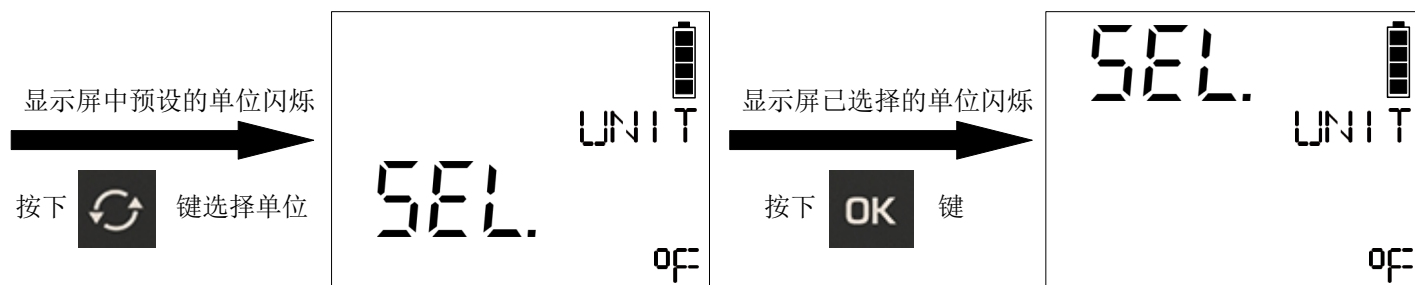 显示屏中预设的单位闪烁
按下 键选择单位
UNIT
SEL.
°F
显示屏已选择的单位闪烁
按下 OK 键
SEL.
UNIT
°F